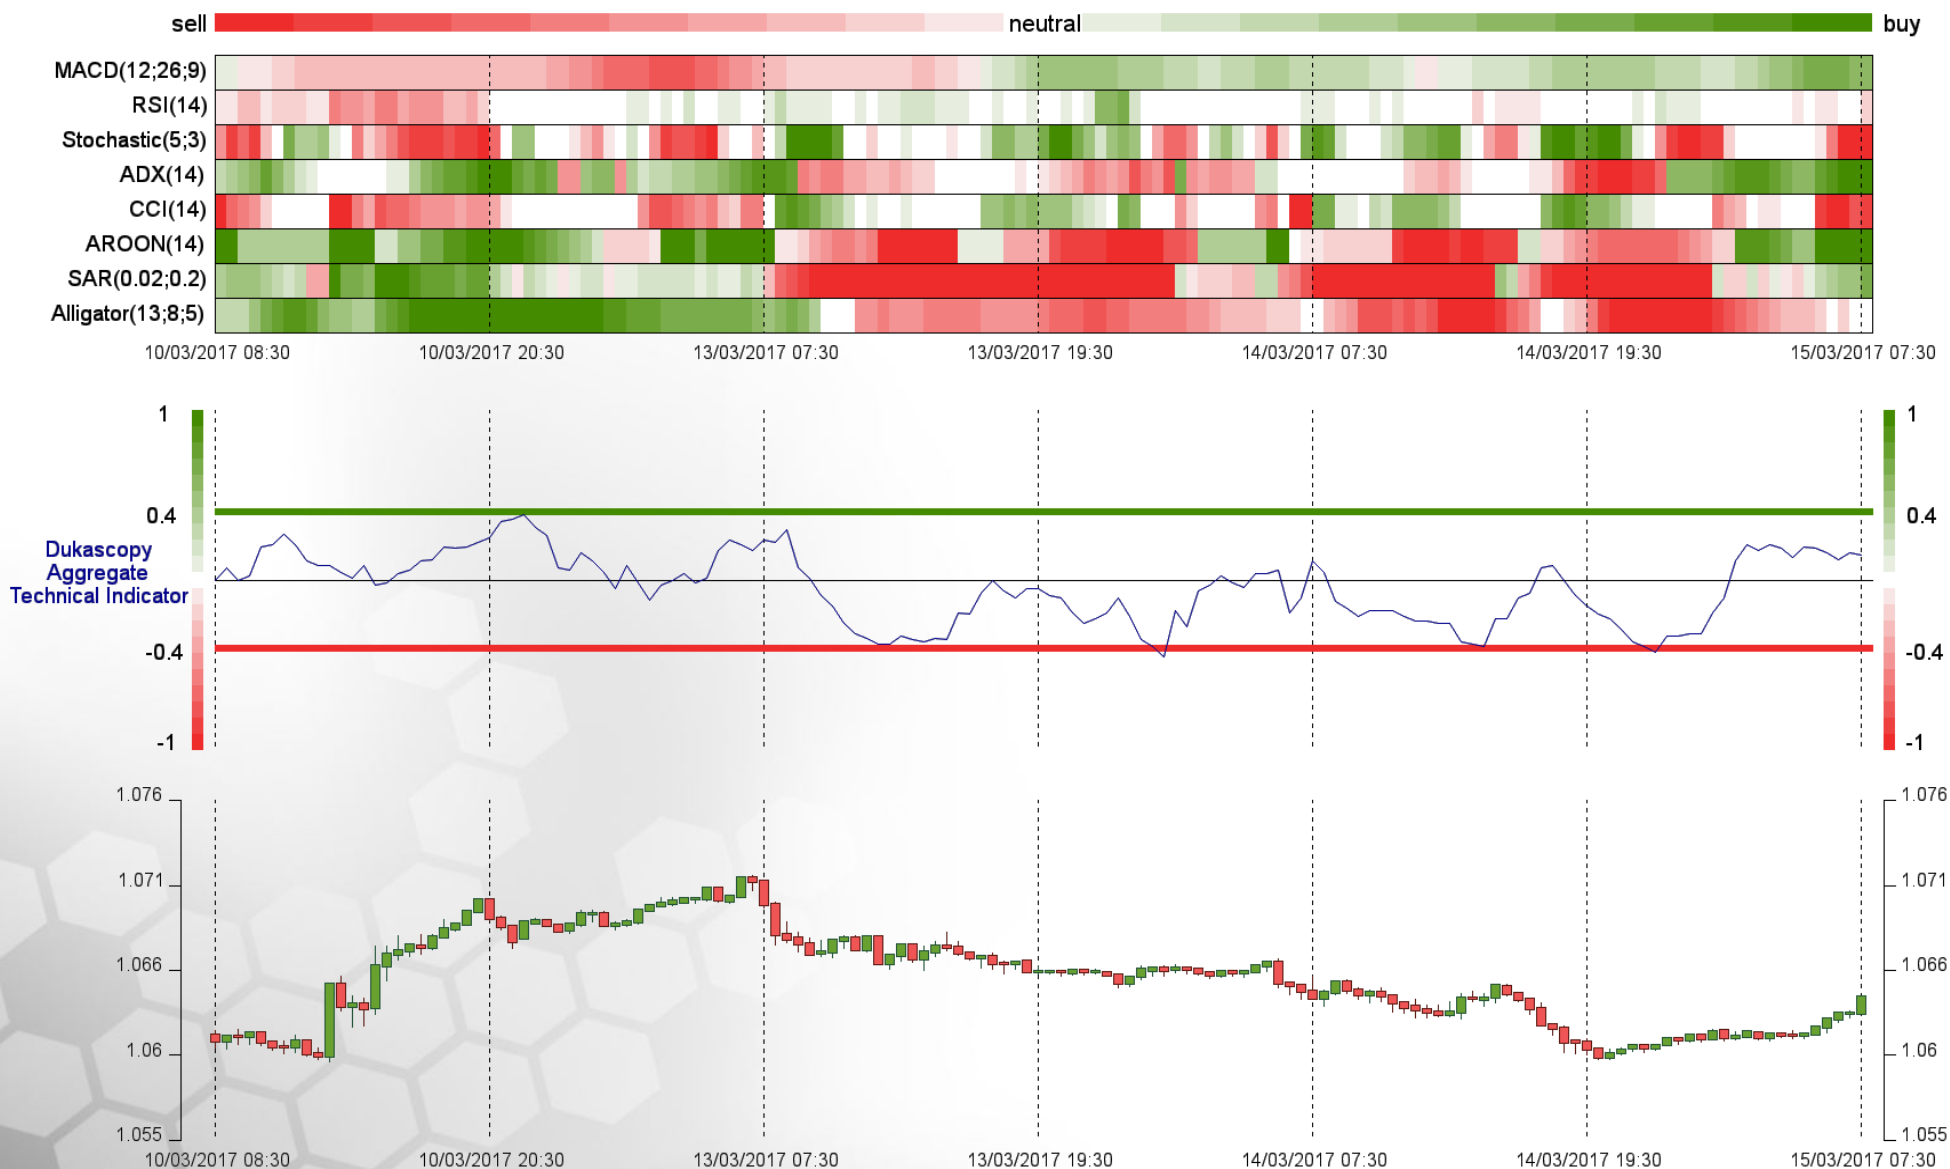 sell neutral buy
MACD(12;26;9)
RSI(14)
Stochastic(5;3)
ADX(14)
CCI(14)
AROON(14)
SAR(0.02;0.2)
Alligator(13;8;5)
10/03/2017 08:30 10/03/2017 20:30 13/03/2017 07:30 13/03/2017 19:30 14/03/2017 07:30 14/03/2017 19:30 15/03/2017 07:30
1 1
0.4 0.4
Dukascopy
Aggregate
Technical Indicator
-0.4 -0.4
-1 -1
1.076 1.076
1.071 1.071
1.066 1.066
1.06 1.06
1.055 1.055
10/03/2017 08:30 10/03/2017 20:30 13/03/2017 07:30 13/03/2017 19:30 14/03/2017 07:30 14/03/2017 19:30 15/03/2017 07:30